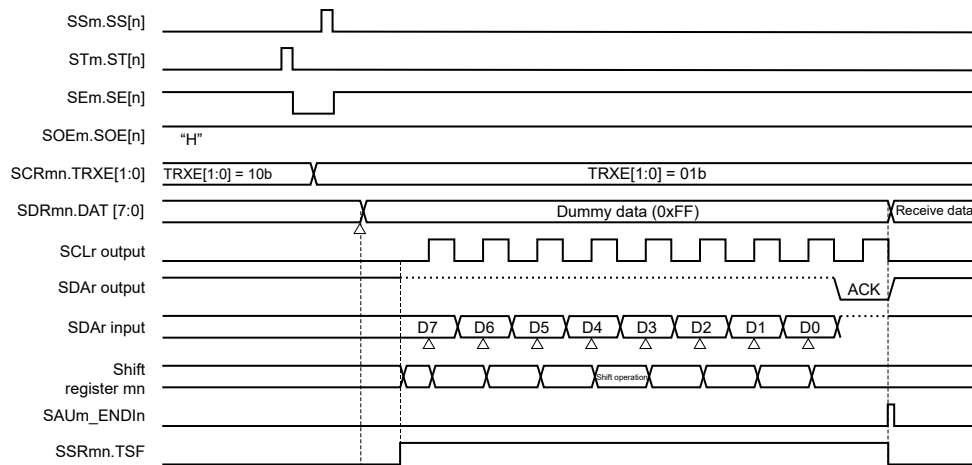 SSm.SS[n]
STm.ST[n]
SEm.SE[n]
SOEm.SOE[n]
“H”
SCRmn.TRXE[1:0]
TRXE[1:0] = 10b
TRXE[1:0] = 01b
SDRmn.DAT [7:0]
Dummy data (0xFF)
Receive data
SCLr output
SDAr output
ACK
SDAr input
D7 D6 D5 D4 D3 D2 D1 D0
Shift
register mn
Shift operation
SAUm_ENDIn
SSRmn.TSF